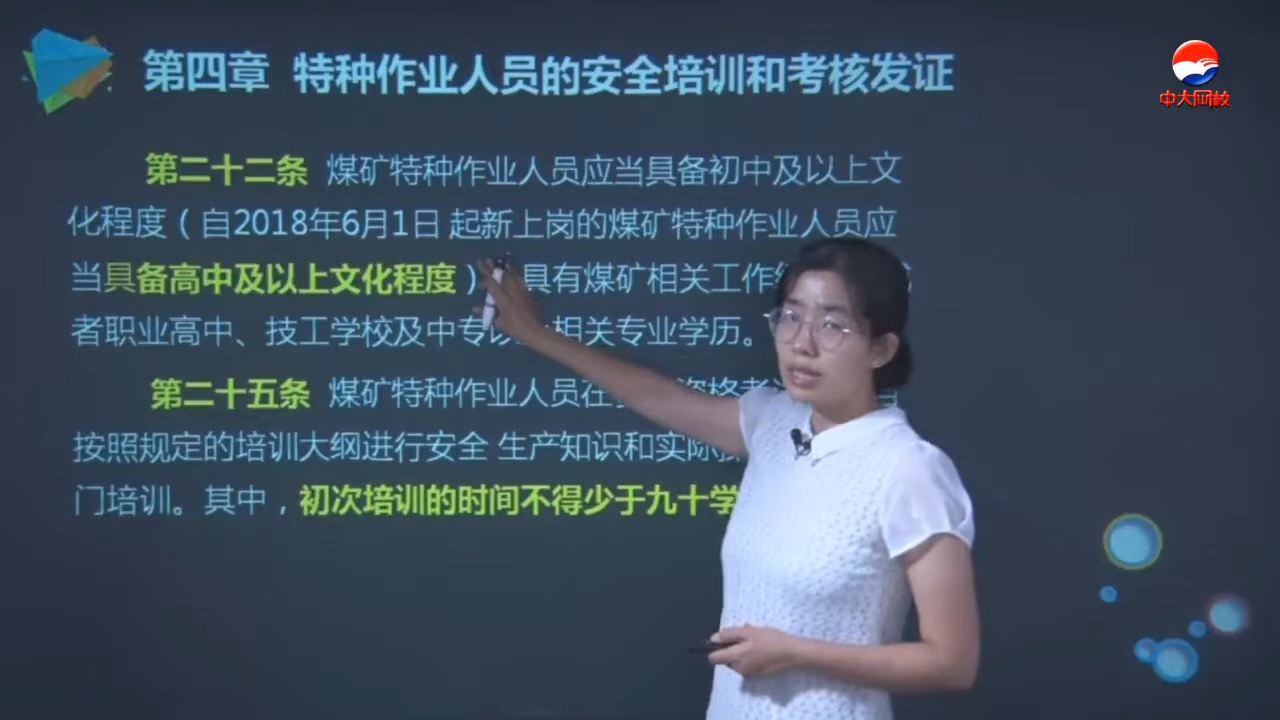 第四章 特种作业人员的安全培训和考核发证
中大网校
第二十二条 煤矿特种作业人员应当具备初中及以上文
化程度（自2018年6月1日 起新上岗的煤矿特种作业人员应
当具备高中及以上文化程度） 具有煤矿相关工作
者职业高中、技工学校及中专以 相关专业学历。
第二十五条 煤矿特种作业人员在 资格考
按照规定的培训大纲进行安全 生产知识和实际
门培训。其中，初次培训的时间不得少于九十学